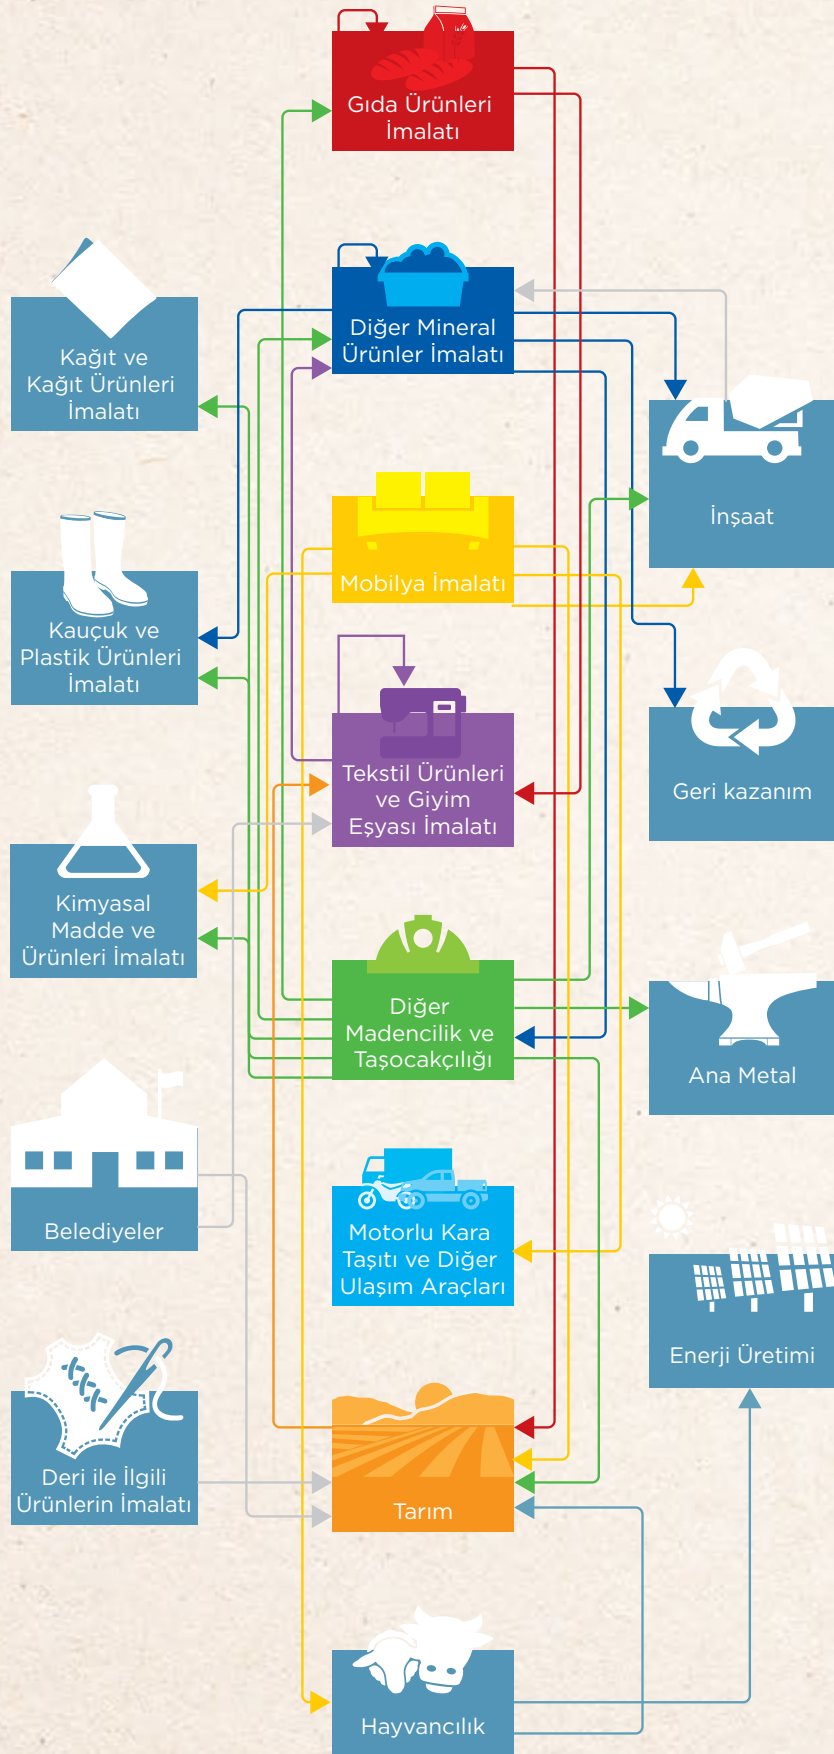 Gıda Ürünleri
İmalatı
Diğer Mineral
Ürünler İmalatı
Kağıt ve
Kağıt Ürünleri
İmalatı
İnşaat
Mobilya İmalatı
Kauçuk ve
Plastik Ürünleri
İmalatı
Tekstil Ürünleri
ve Giyim
Eşyası İmalatı
Geri kazanım
Kimyasal
Madde ve
Ürünleri İmalatı
Diğer
Madencilik ve
Taşocakçılığı
Ana Metal
Belediyeler
Motorlu Kara
Taşıtı ve Diğer
Ulaşım Araçları
Enerji Üretimi
Deri ile İlgili
Ürünlerin İmalatı
Tarım
Hayvancılık